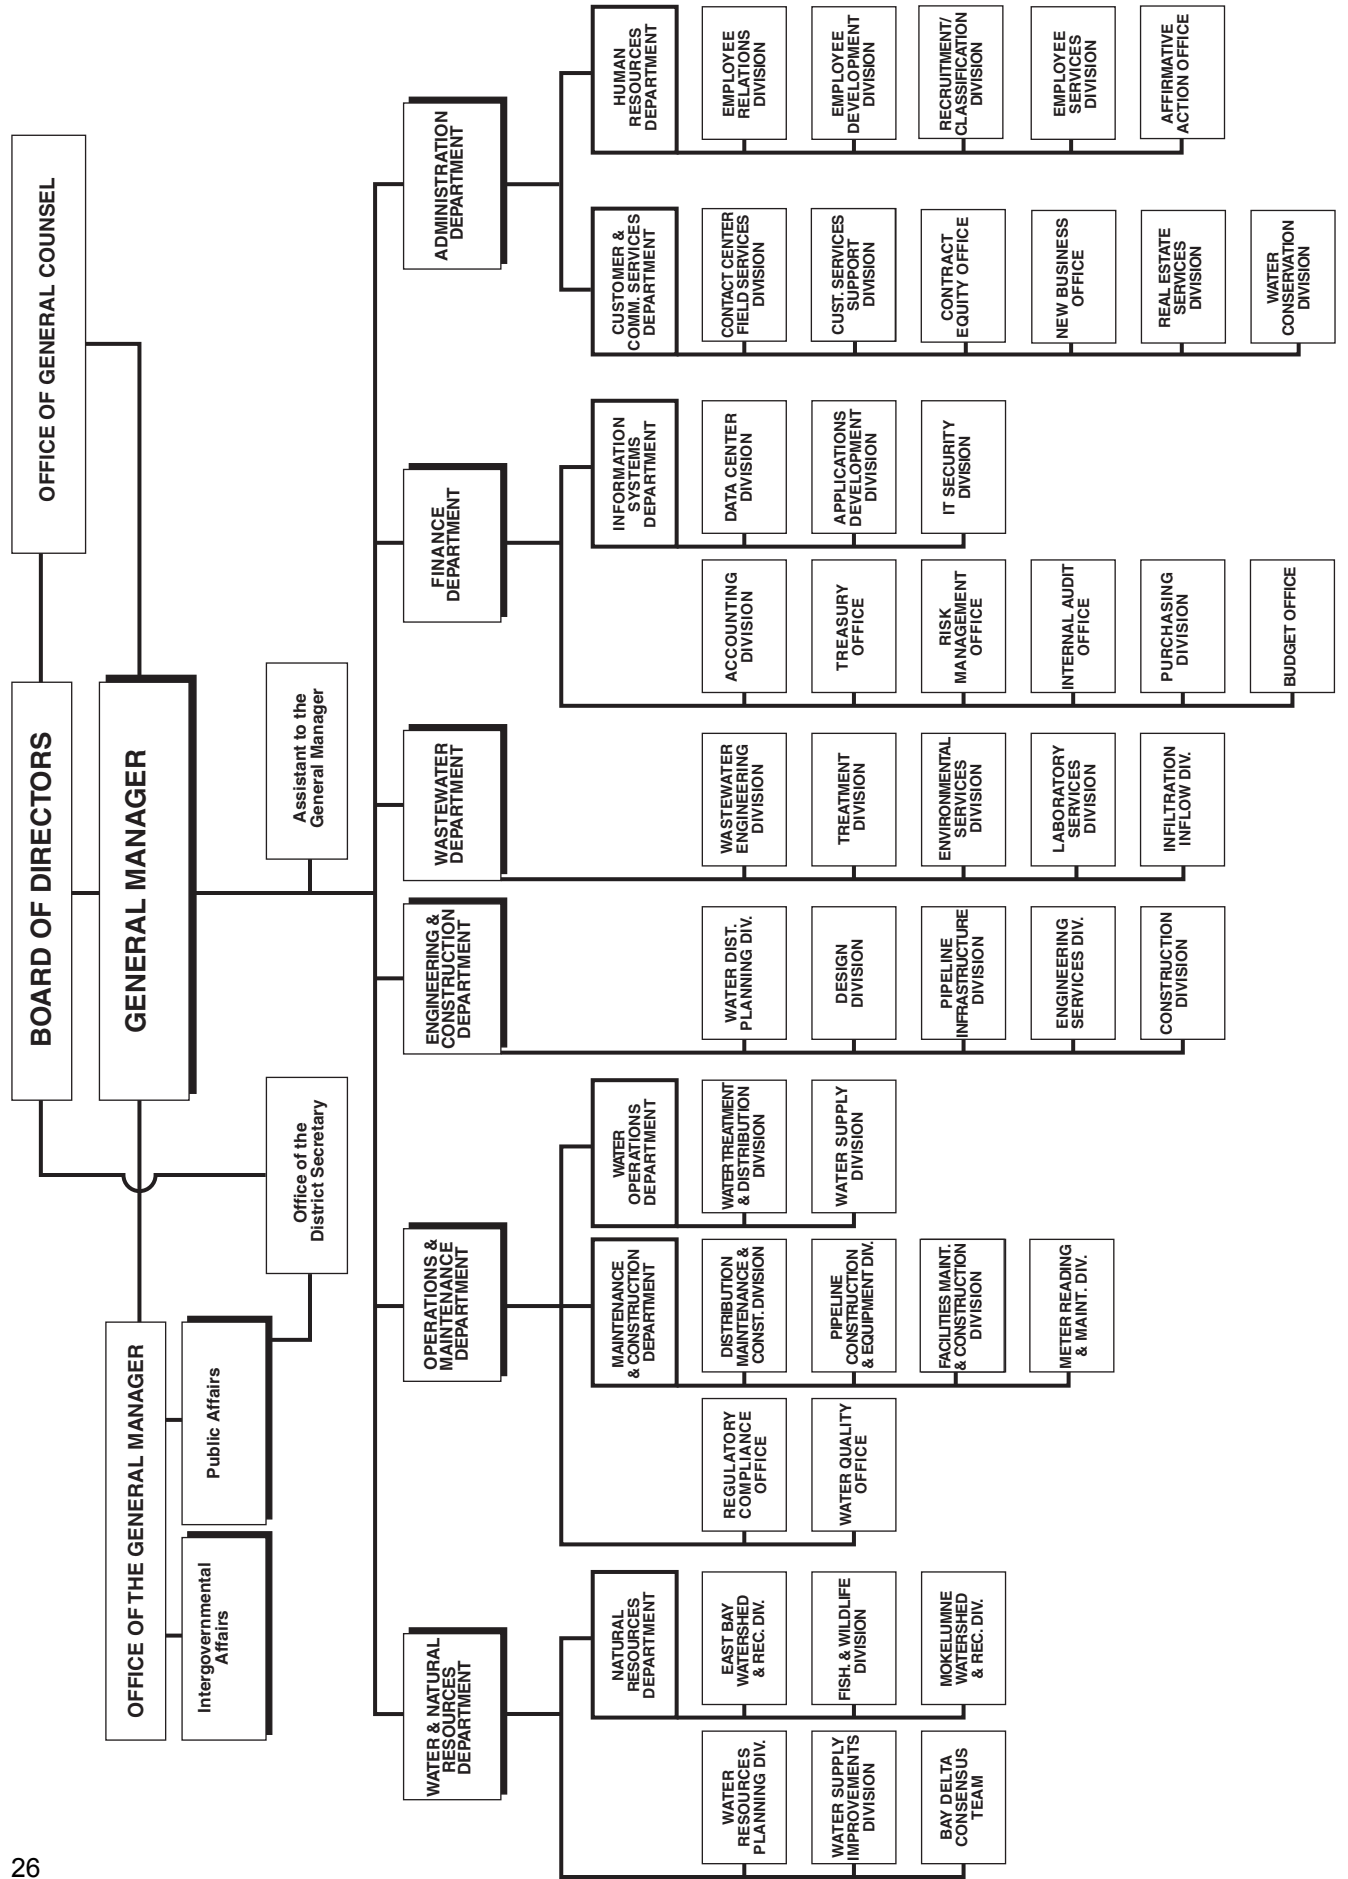 BOARD OF DIRECTORS
OFFICE OF GENERAL COUNSEL
GENERAL MANAGER
OFFICE OF THE GENERAL MANAGER
Intergovernmental
Affairs
Public Affairs
Office of the
District Secretary
Assistant to the
General Manager
WATER & NATURAL
RESOURCES
DEPARTMENT
OPERATIONS &
MAINTENANCE
DEPARTMENT
ENGINEERING &
CONSTRUCTION
DEPARTMENT
WASTEWATER
DEPARTMENT
FINANCE
DEPARTMENT
ADMINISTRATION
DEPARTMENT
WATER
RESOURCES
PLANNING DIV.
WATER SUPPLY
IMPROVEMENTS
DIVISION
BAY DELTA
CONSENSUS
TEAM
NATURAL
RESOURCES
DEPARTMENT
EAST BAY
WATERSHED
& REC. DIV.
FISH. & WILDLIFE
DIVISION
MOKELUMNE
WATERSHED
& REC. DIV.
REGULATORY
COMPLIANCE
OFFICE
WATER QUALITY
OFFICE
MAINTENANCE
& CONSTRUCTION
DEPARTMENT
DISTRIBUTION
MAINTENANCE &
CONST. DIVISION
PIPELINE
CONSTRUCTION
& EQUIPMENT DIV.
FACILITIES MAINT.
& CONSTRUCTION
DIVISION
METER READING
& MAINT. DIV.
WATER
OPERATIONS
DEPARTMENT
WATER TREATMENT
& DISTRIBUTION
DIVISION
WATER SUPPLY
DIVISION
WATER DIST.
PLANNING DIV.
DESIGN
DIVISION
PIPELINE
INFRASTRUCTURE
DIVISION
ENGINEERING
SERVICES DIV.
CONSTRUCTION
DIVISION
WASTEWATER
ENGINEERING
DIVISION
TREATMENT
DIVISION
ENVIRONMENTAL
SERVICES
DIVISION
LABORATORY
SERVICES
DIVISION
INFILTRATION
INFLOW DIV.
ACCOUNTING
DIVISION
TREASURY
OFFICE
RISK
MANAGEMENT
OFFICE
INTERNAL AUDIT
OFFICE
PURCHASING
DIVISION
BUDGET OFFICE
INFORMATION
SYSTEMS
DEPARTMENT
DATA CENTER
DIVISION
APPLICATIONS
DEVELOPMENT
DIVISION
IT SECURITY
DIVISION
CUSTOMER &
COMM. SERVICES
DEPARTMENT
CONTACT CENTER
FIELD SERVICES
DIVISION
CUST. SERVICES
SUPPORT
DIVISION
CONTRACT
EQUITY OFFICE
NEW BUSINESS
OFFICE
REAL ESTATE
SERVICES
DIVISION
WATER
CONSERVATION
DIVISION
HUMAN
RESOURCES
DEPARTMENT
EMPLOYEE
RELATIONS
DIVISION
EMPLOYEE
DEVELOPMENT
DIVISION
RECRUITMENT/
CLASSIFICATION
DIVISION
EMPLOYEE
SERVICES
DIVISION
AFFIRMATIVE
ACTION OFFICE
26